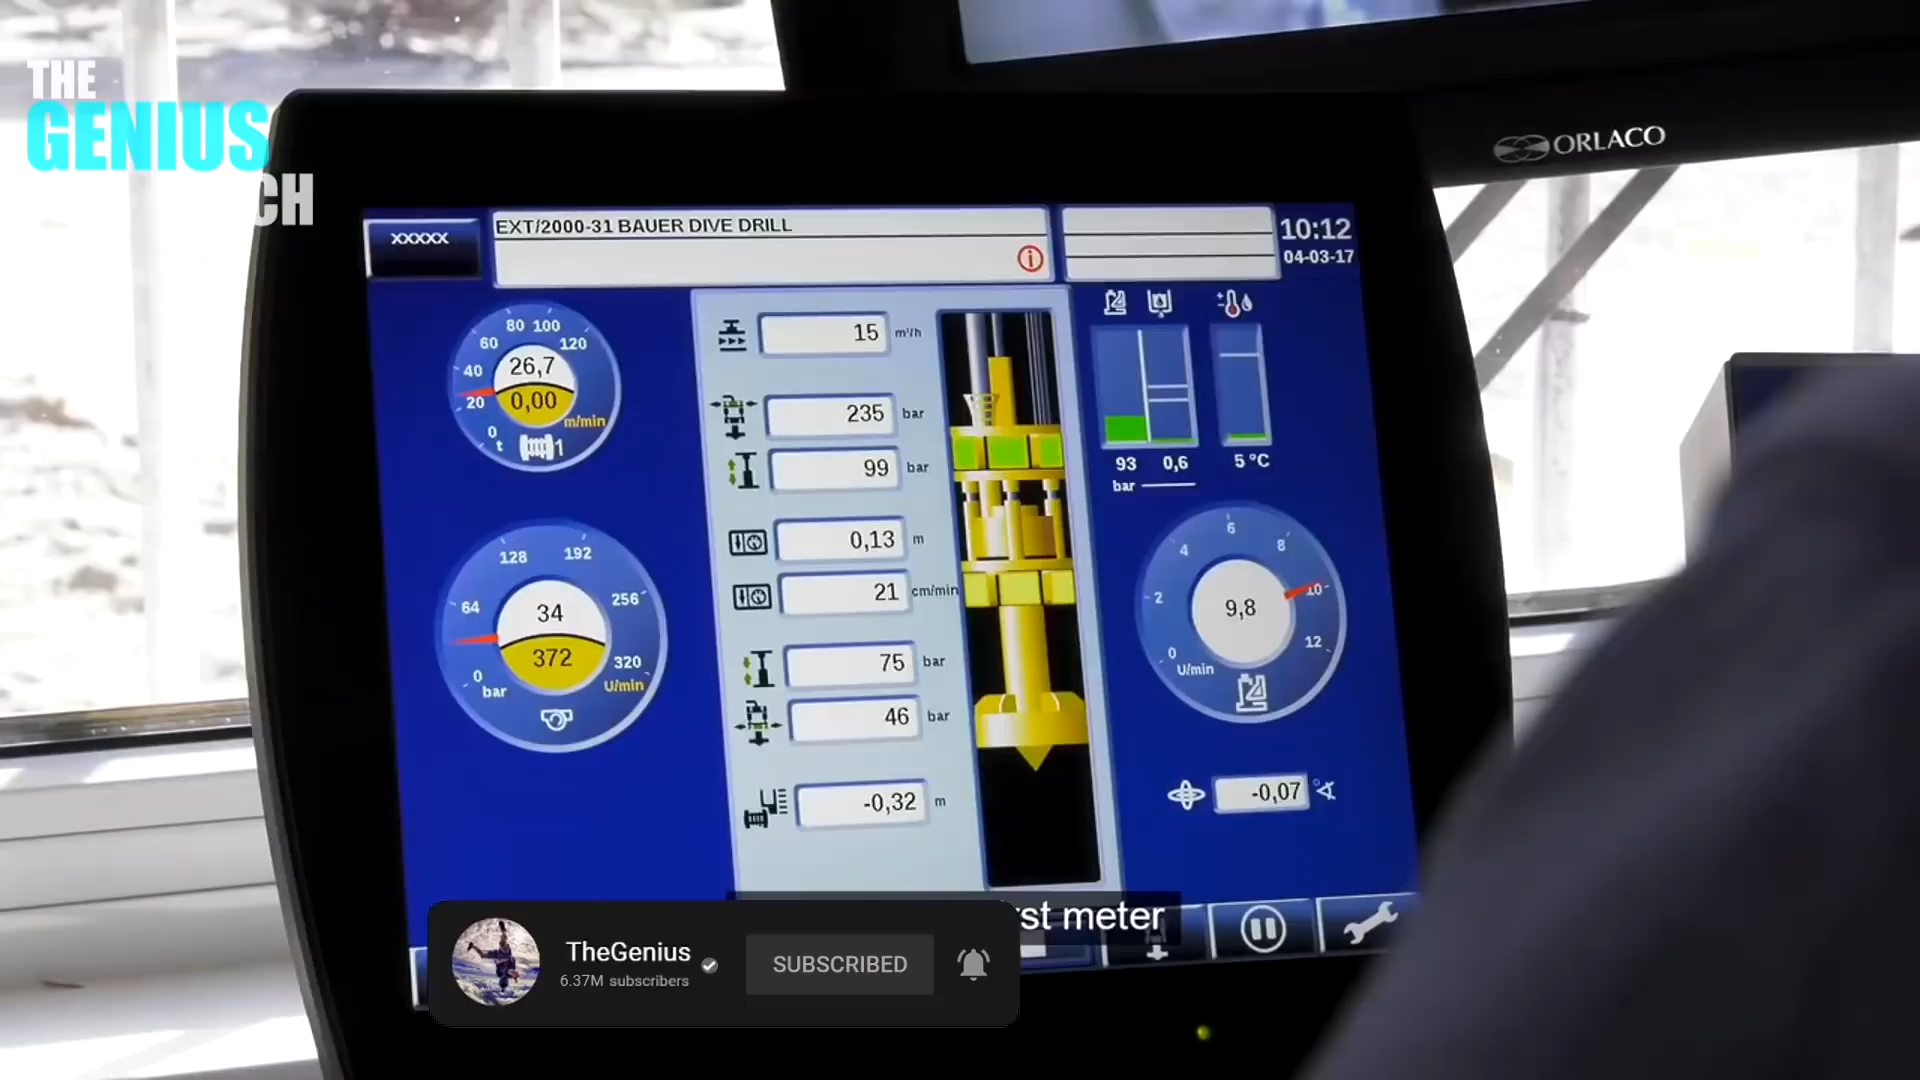 THE
GENIUS
CH
ORLACO
XXXXX
EXT/2000-31 BAUER DIVE DRILL
10:12
04-03-17
0 20 40 60 80 100 120
t
26,7
0,00
m/min
1
15 m³/h
235 bar
99 bar
0,13 m
21 cm/min
75 bar
46 bar
-0,32 m
93 0,6 5 °C
bar
0 64 128 192 256 320
bar
34
372
U/min
0 2 4 6 8 10 12
U/min
9,8
-0,07
rst meter
TheGenius
6.37M subscribers
SUBSCRIBED